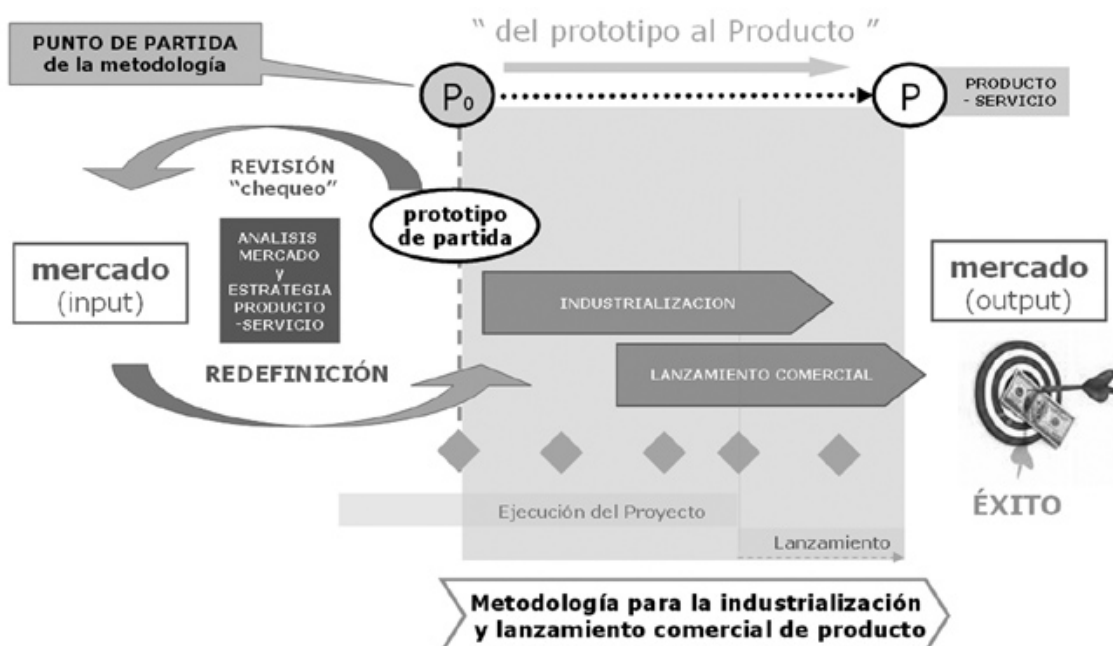 “ del prototipo al Producto ”
PUNTO DE PARTIDA
de la metodología
P₀
P
PRODUCTO
- SERVICIO
REVISIÓN
“chequeo”
prototipo
de partida
ANALISIS
MERCADO
y
ESTRATEGIA
PRODUCTO
-SERVICIO
mercado
(input)
mercado
(output)
INDUSTRIALIZACION
REDEFINICIÓN
LANZAMIENTO COMERCIAL
ÉXITO
Ejecución del Proyecto
Lanzamiento
Metodología para la industrialización
y lanzamiento comercial de producto